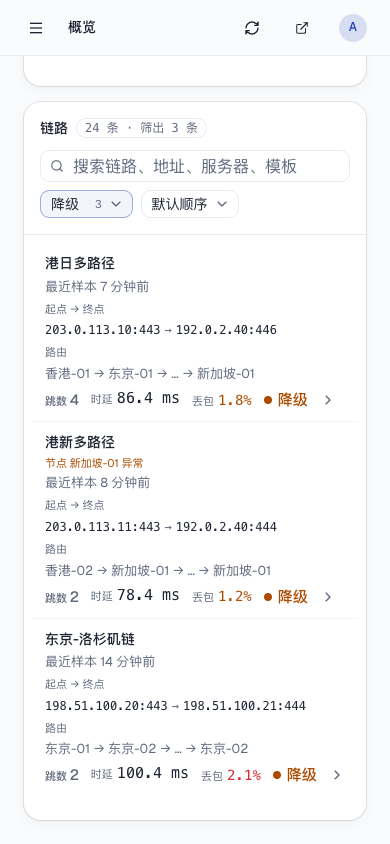 概览
A
链路 24 条 · 筛出 3 条
搜索链路、地址、服务器、模板
降级 3 默认顺序
港日多路径
最近样本 7 分钟前
起点 → 终点
203.0.113.10:443 → 192.0.2.40:446
路由
香港-01 → 东京-01 → … → 新加坡-01
跳数 4 时延 86.4 ms 丢包 1.8% 降级
港新多路径
节点 新加坡-01 异常
最近样本 8 分钟前
起点 → 终点
203.0.113.11:443 → 192.0.2.40:444
路由
香港-02 → 新加坡-01 → … → 新加坡-01
跳数 2 时延 78.4 ms 丢包 1.2% 降级
东京-洛杉矶链
最近样本 14 分钟前
起点 → 终点
198.51.100.20:443 → 198.51.100.21:444
路由
东京-01 → 东京-02 → … → 东京-02
跳数 2 时延 100.4 ms 丢包 2.1% 降级